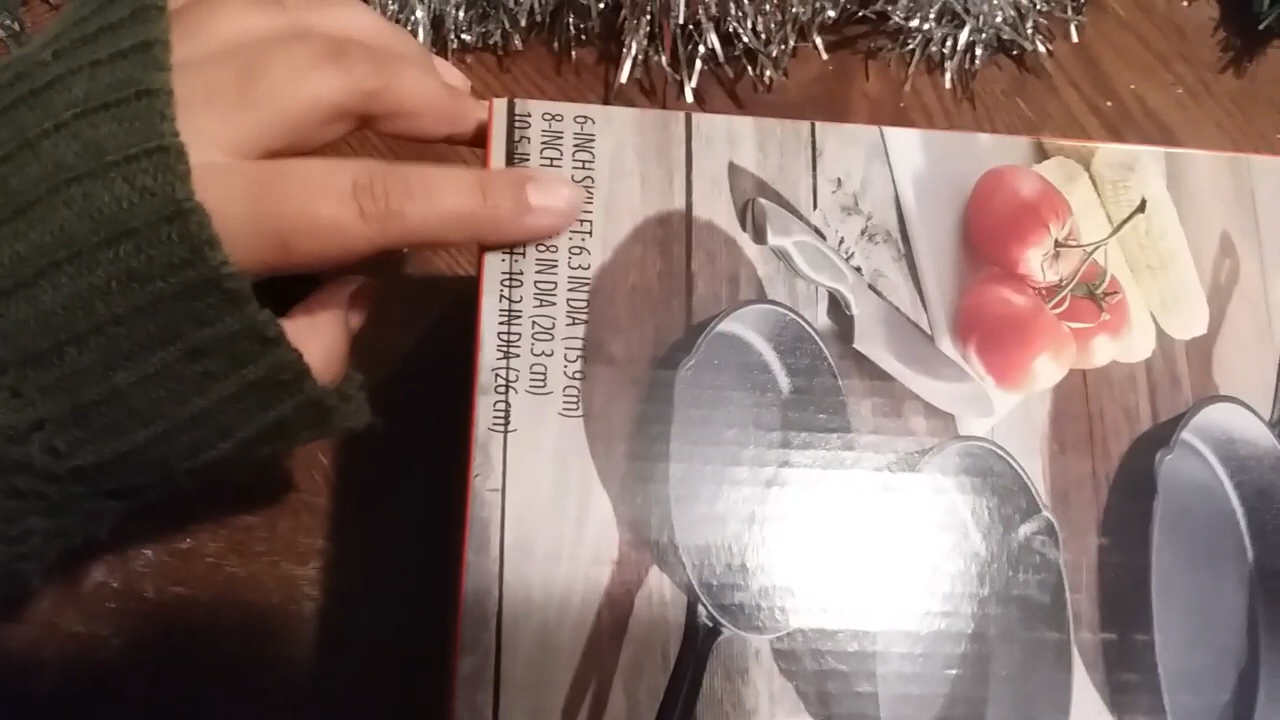 6-INCH SKILLET: 6.3 IN DIA (15.9 cm)
8-INCH 8 IN DIA (20.3 cm)
10.5-IN T: 10.2 IN DIA (26 cm)